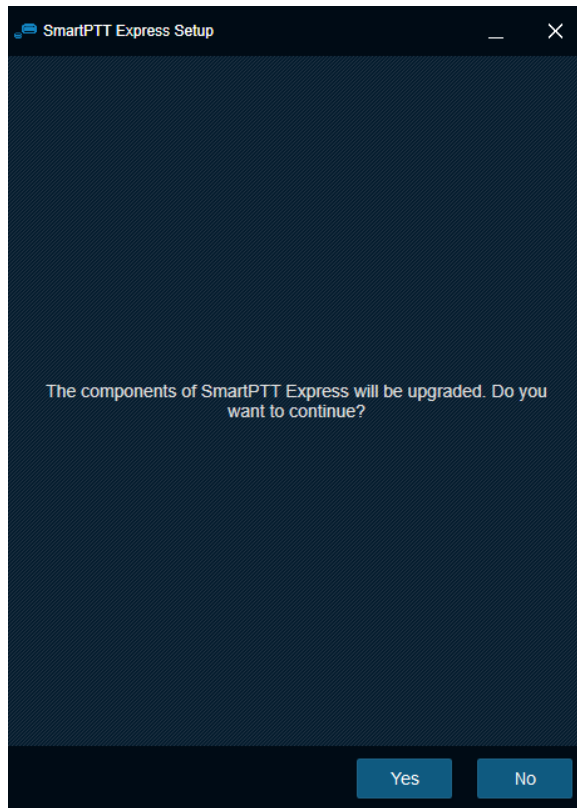 SmartPTT Express Setup
The components of SmartPTT Express will be upgraded. Do you
want to continue?
Yes No